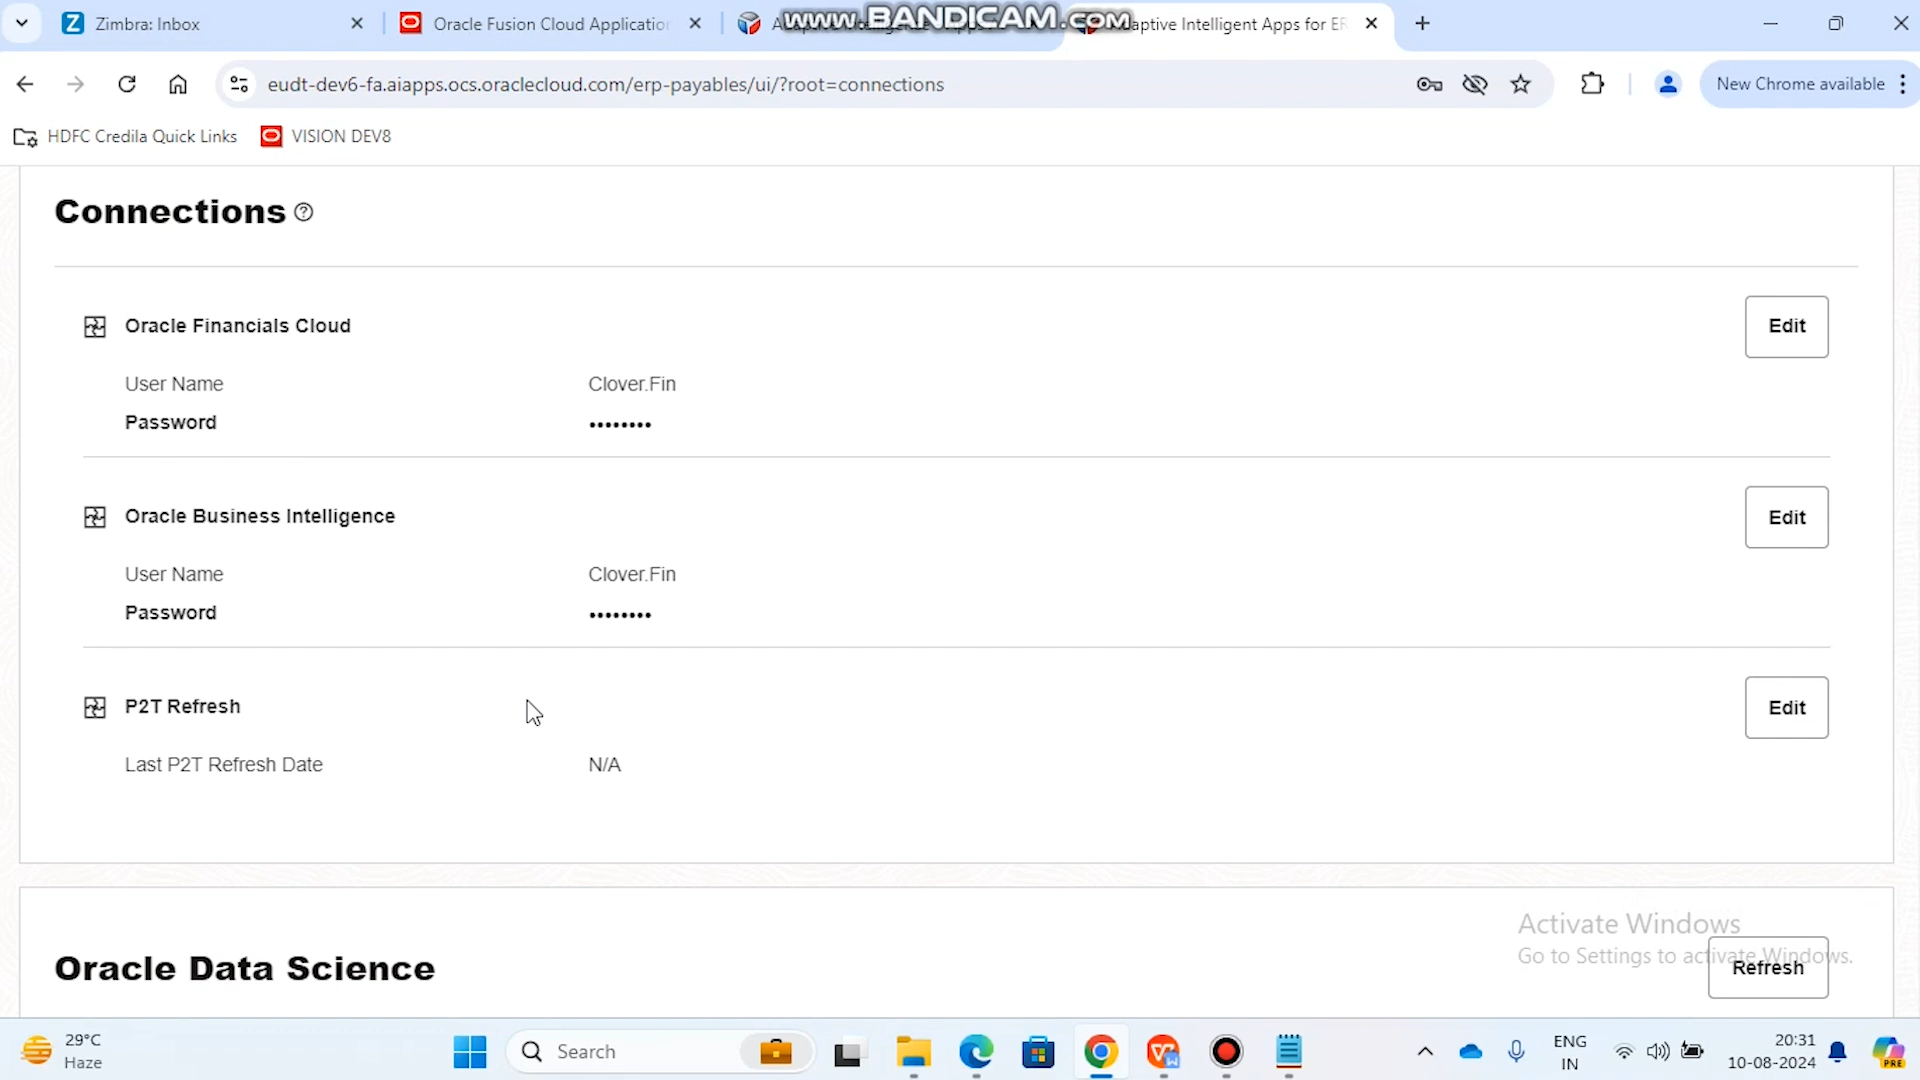 Zimbra: Inbox
Oracle Fusion Cloud Application
www.BANDICAM.com
Adaptive Intelligent Apps for ER
eudt-dev6-fa.aiapps.ocs.oraclecloud.com/erp-payables/ui/?root=connections
New Chrome available
HDFC Credila Quick Links
VISION DEV8
Connections
Oracle Financials Cloud
Edit
User Name
Clover.Fin
Password
••••••••
Oracle Business Intelligence
Edit
User Name
Clover.Fin
Password
••••••••
P2T Refresh
Edit
Last P2T Refresh Date
N/A
Activate Windows
Go to Settings to activate Windows.
Oracle Data Science
Refresh
29°C
Haze
Search
ENG
IN
20:31
10-08-2024
PRE